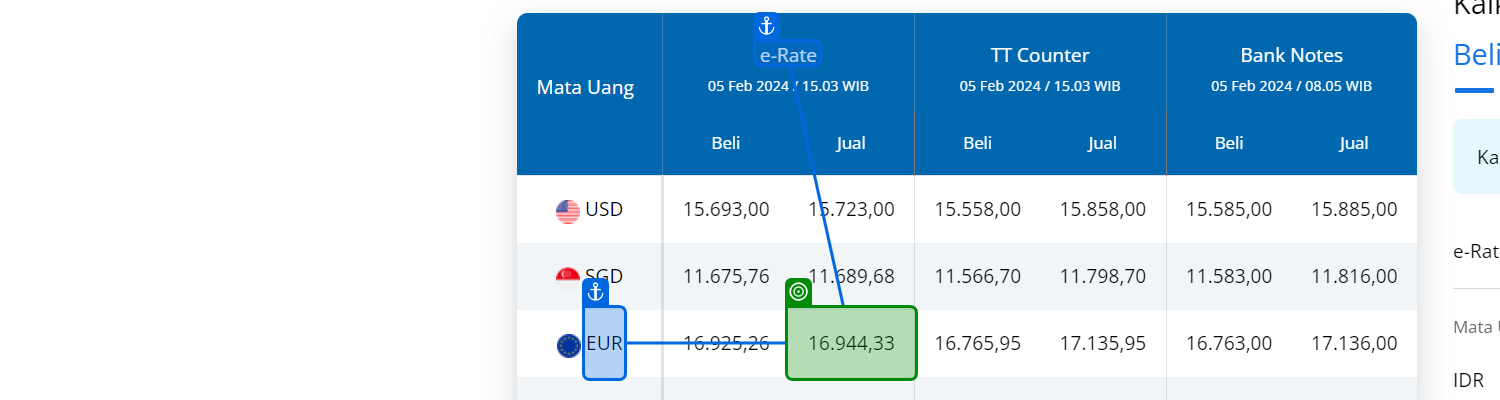 Kalk
e-Rate TT Counter Bank Notes
Beli
Mata Uang 05 Feb 2024 / 15.03 WIB 05 Feb 2024 / 15.03 WIB 05 Feb 2024 / 08.05 WIB
Beli Jual Beli Jual Beli Jual
Ka
USD 15.693,00 15.723,00 15.558,00 15.858,00 15.585,00 15.885,00
e-Rat
SGD 11.675,76 11.689,68 11.566,70 11.798,70 11.583,00 11.816,00
Mata U
EUR 16.925,26 16.944,33 16.765,95 17.135,95 16.763,00 17.136,00
IDR